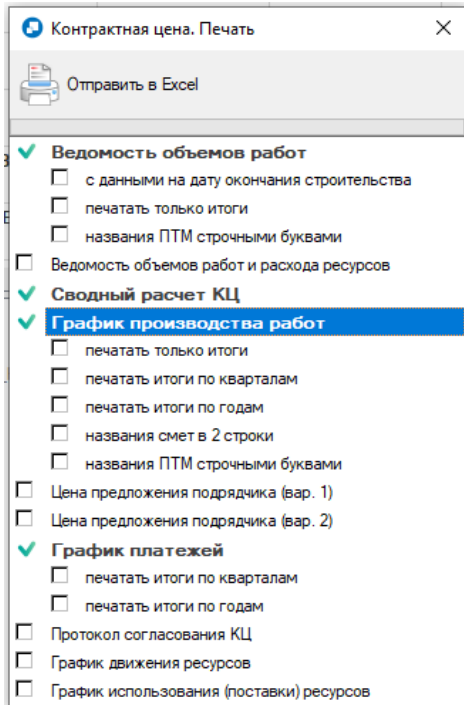 Контрактная цена. Печать
Отправить в Excel
Ведомость объемов работ
с данными на дату окончания строительства
печатать только итоги
названия ПТМ строчными буквами
Ведомость объемов работ и расхода ресурсов
Сводный расчет КЦ
График производства работ
печатать только итоги
печатать итоги по кварталам
печатать итоги по годам
названия смет в 2 строки
названия ПТМ строчными буквами
Цена предложения подрядчика (вар. 1)
Цена предложения подрядчика (вар. 2)
График платежей
печатать итоги по кварталам
печатать итоги по годам
Протокол согласования КЦ
График движения ресурсов
График использования (поставки) ресурсов